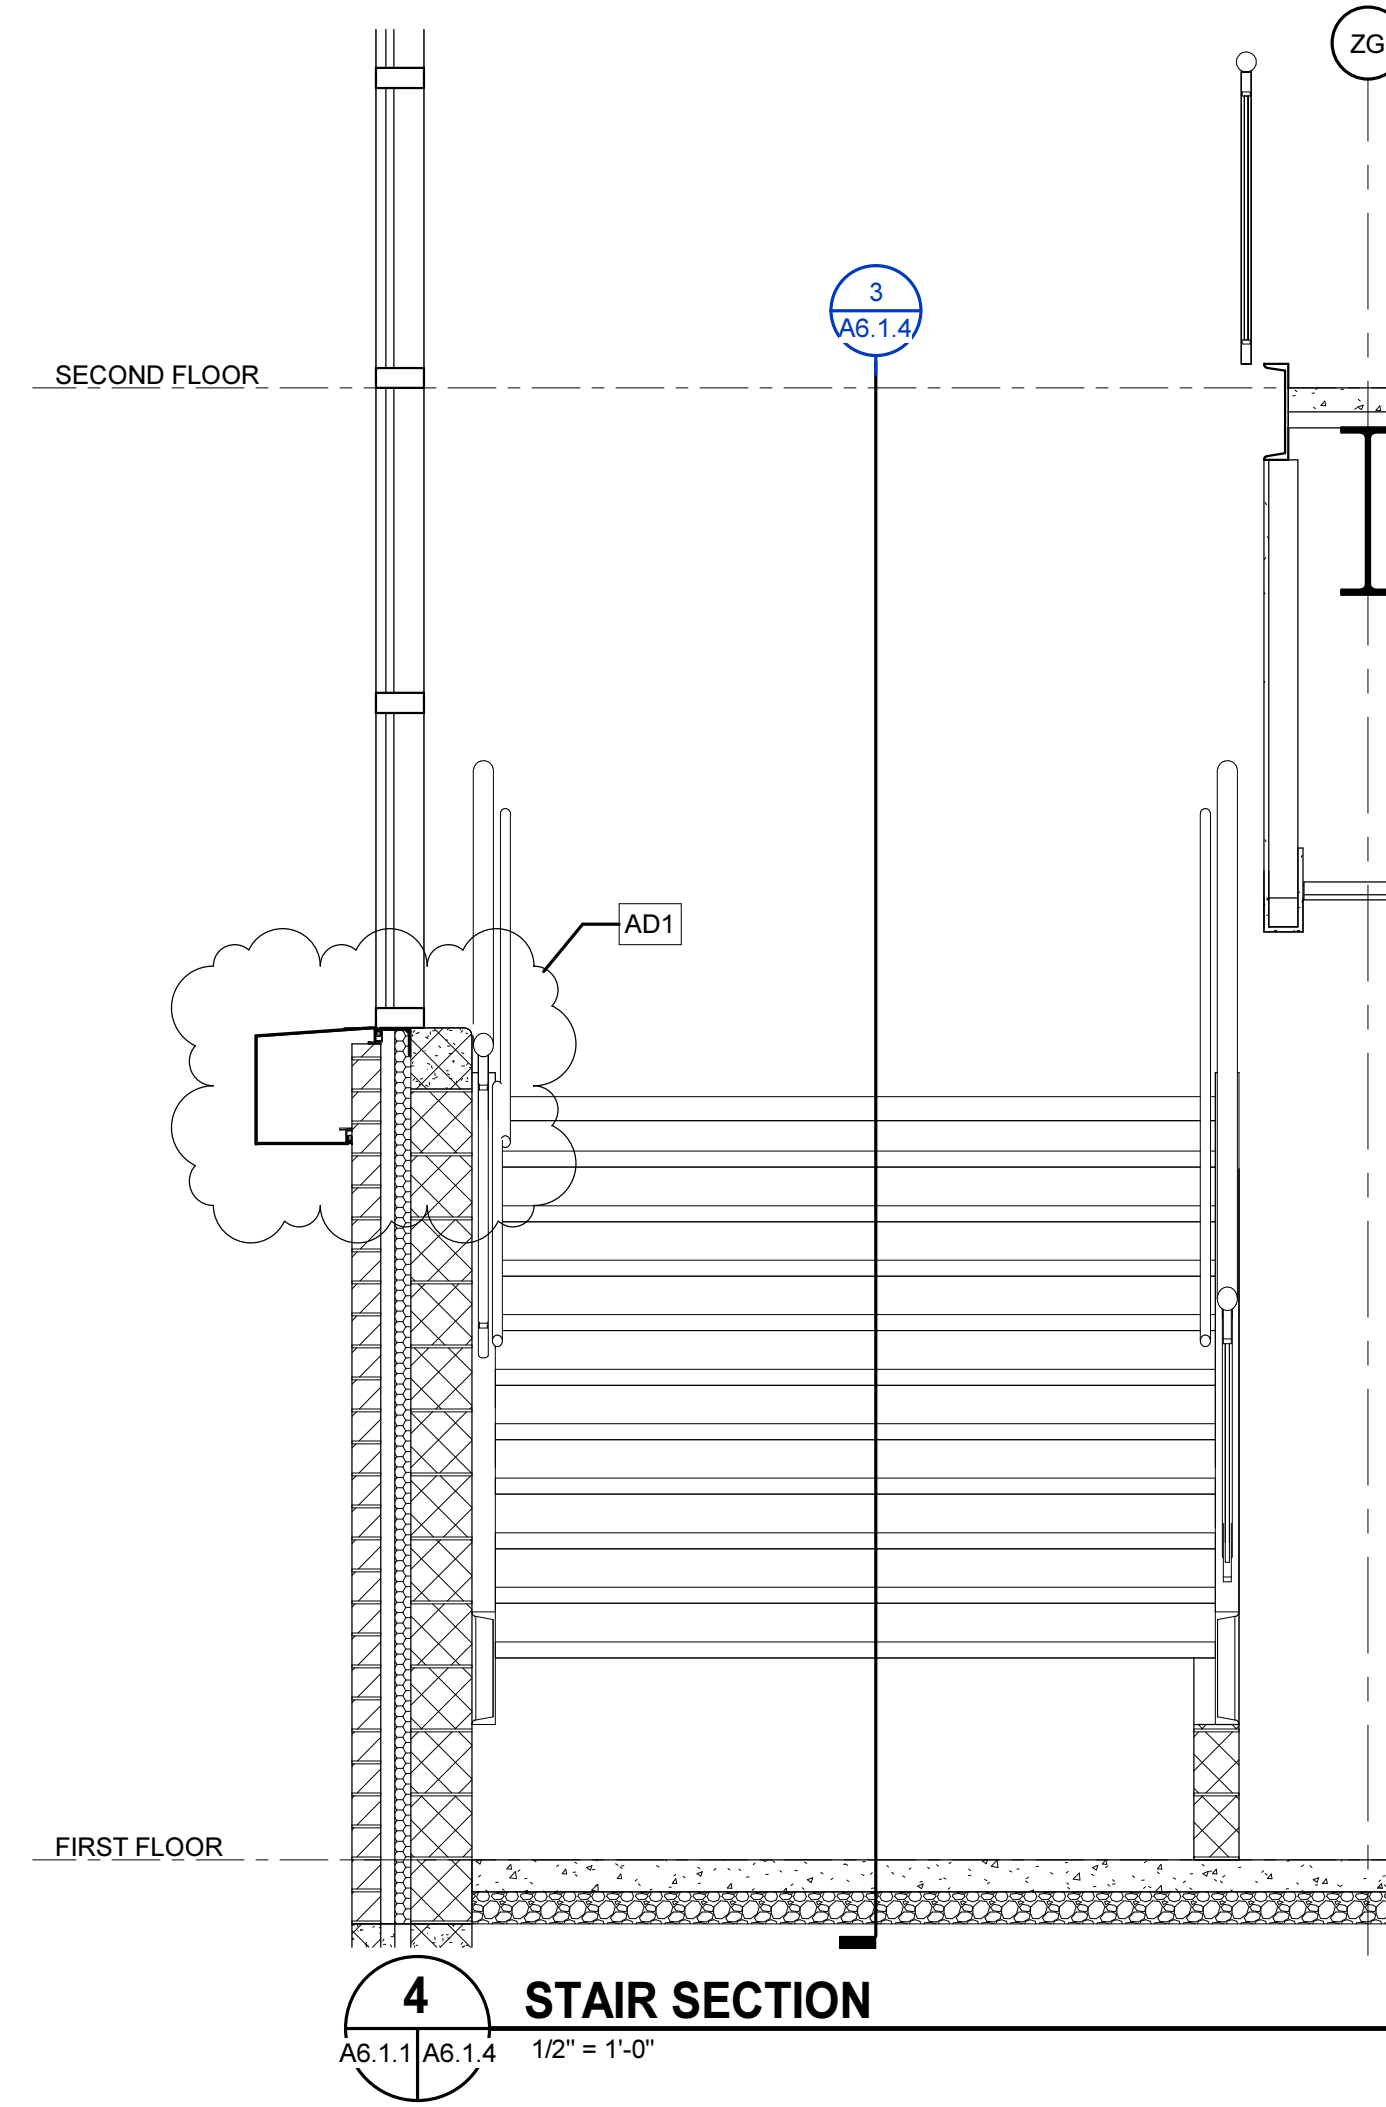 ZG
3
A6.1.4
SECOND FLOOR
AD1
FIRST FLOOR
4
STAIR SECTION
A6.1.1 A6.1.4
1/2" = 1'-0"